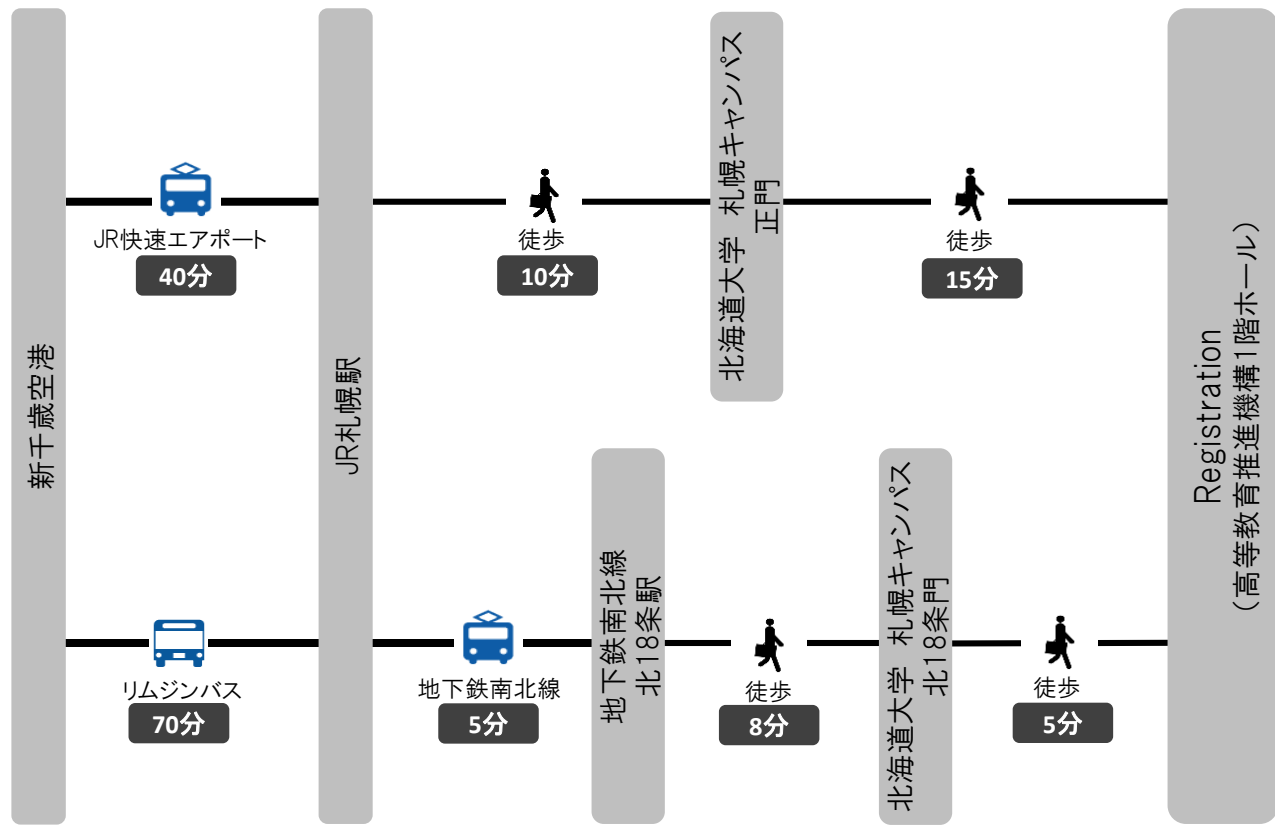 新千歳空港
JR快速エアポート
40分
リムジンバス
70分
JR札幌駅
徒歩
10分
北海道大学 札幌キャンパス
正門
徒歩
15分
地下鉄南北線
5分
地下鉄南北線
北18条駅
徒歩
8分
北海道大学 札幌キャンパス
北18条門
徒歩
5分
Registration
（高等教育推進機構1階ホール）